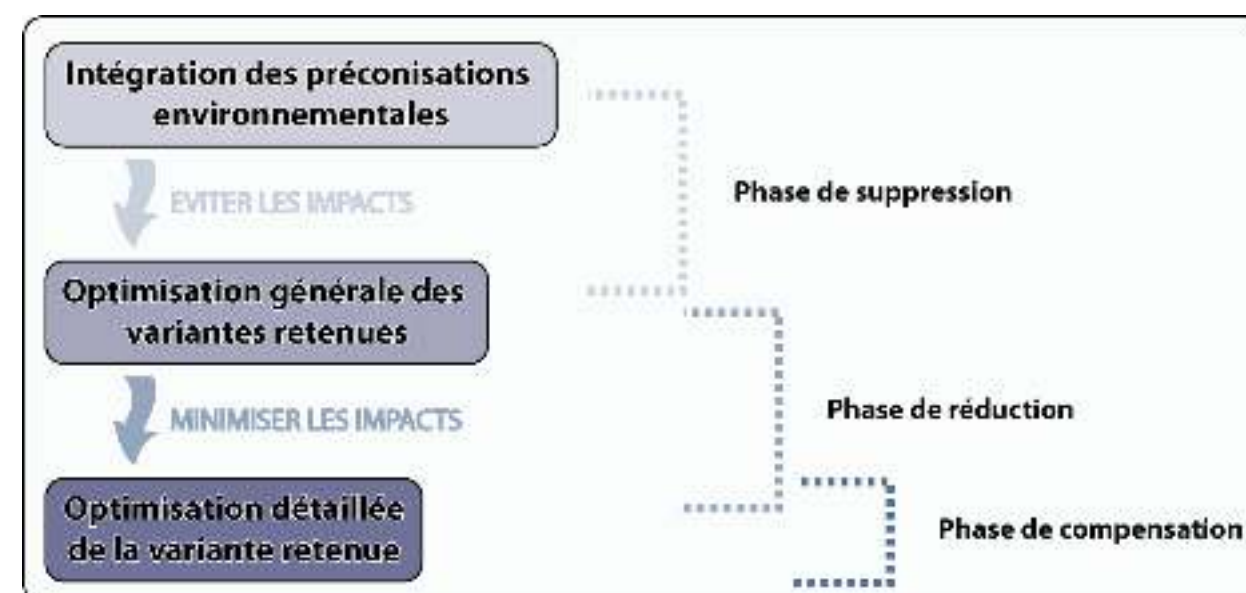 Intégration des préconisations
environnementales
EVITER LES IMPACTS
Phase de suppression
Optimisation générale des
variantes retenues
MINIMISER LES IMPACTS
Phase de réduction
Optimisation détaillée
de la variante retenue
Phase de compensation